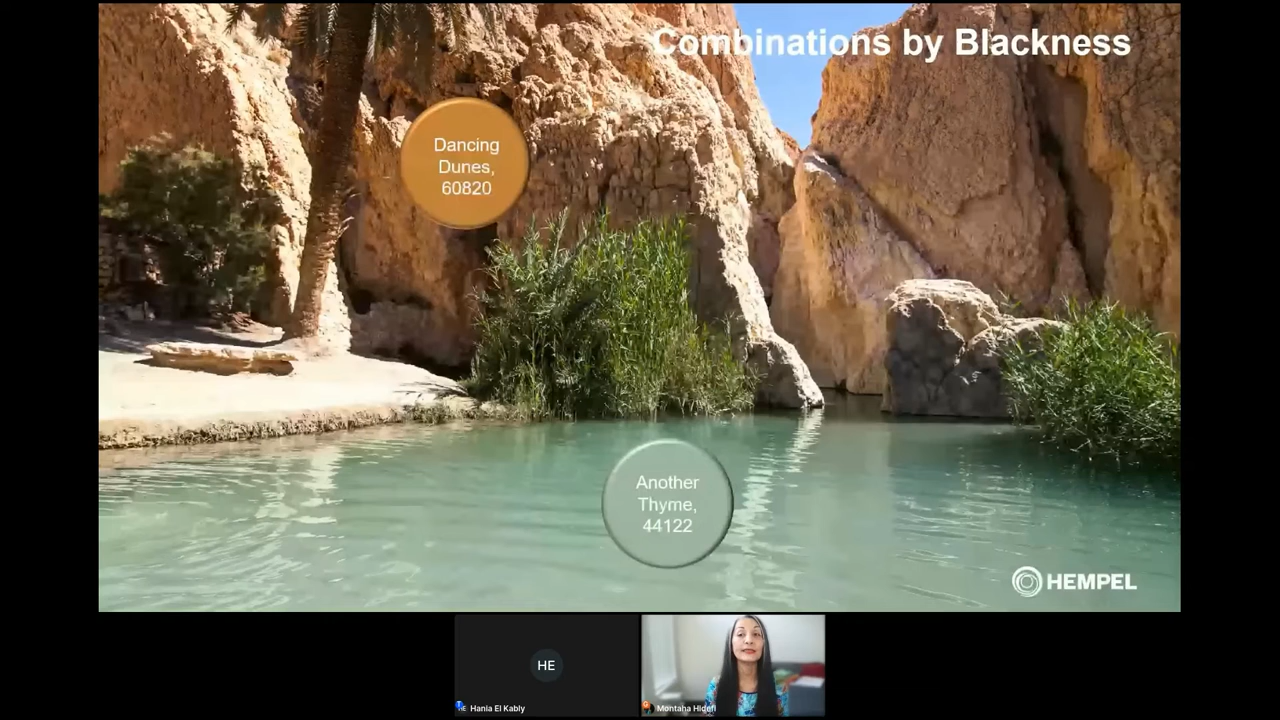 Combinations by Blackness
Dancing
Dunes,
60820
Another
Thyme,
44122
HEMPEL
HE
Hania El Kably
Montaha Hidefi